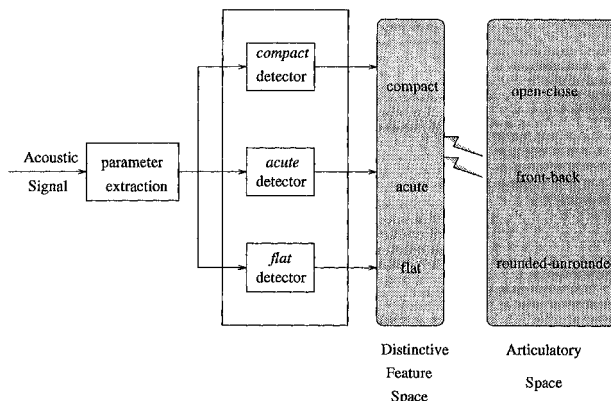 compact
detector
Acoustic
Signal
parameter
extraction
acute
detector
flat
detector
compact
acute
flat
open-close
front-back
rounded-unrounde
Distinctive
Feature
Space
Articulatory
Space